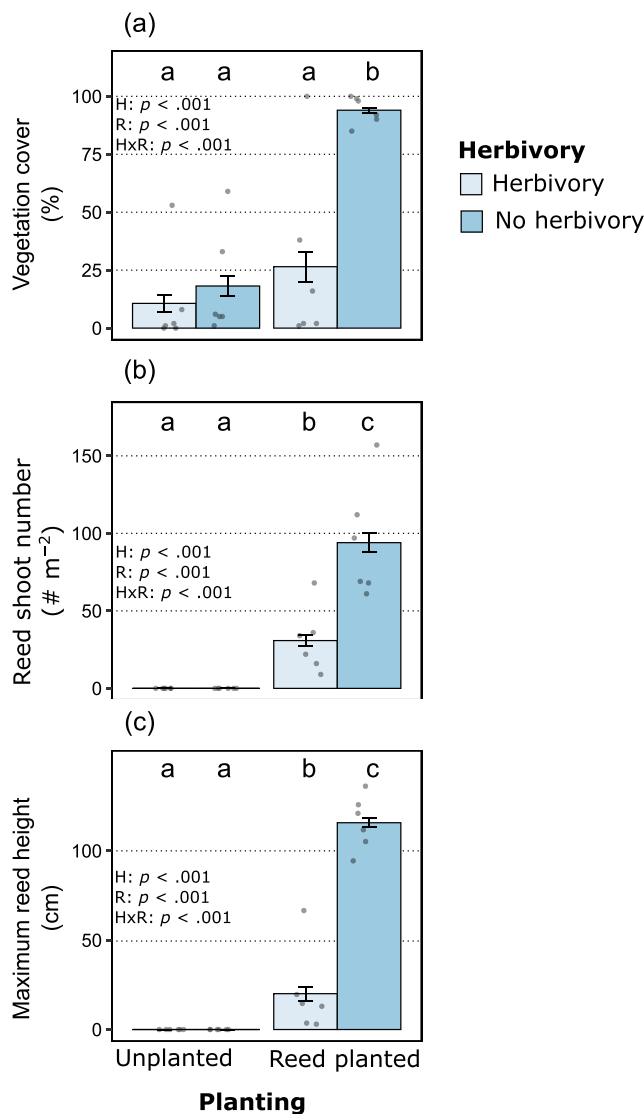 (a)
a a a b
100
75
50
25
0
H: p < .001
R: p < .001
HxR: p < .001
Vegetation cover
(%)
Herbivory
Herbivory
No herbivory
(b)
a a b c
150
100
50
0
H: p < .001
R: p < .001
HxR: p < .001
Reed shoot number
(# m⁻²)
(c)
a a b c
100
50
0
H: p < .001
R: p < .001
HxR: p < .001
Maximum reed height
(cm)
Unplanted Reed planted
Planting